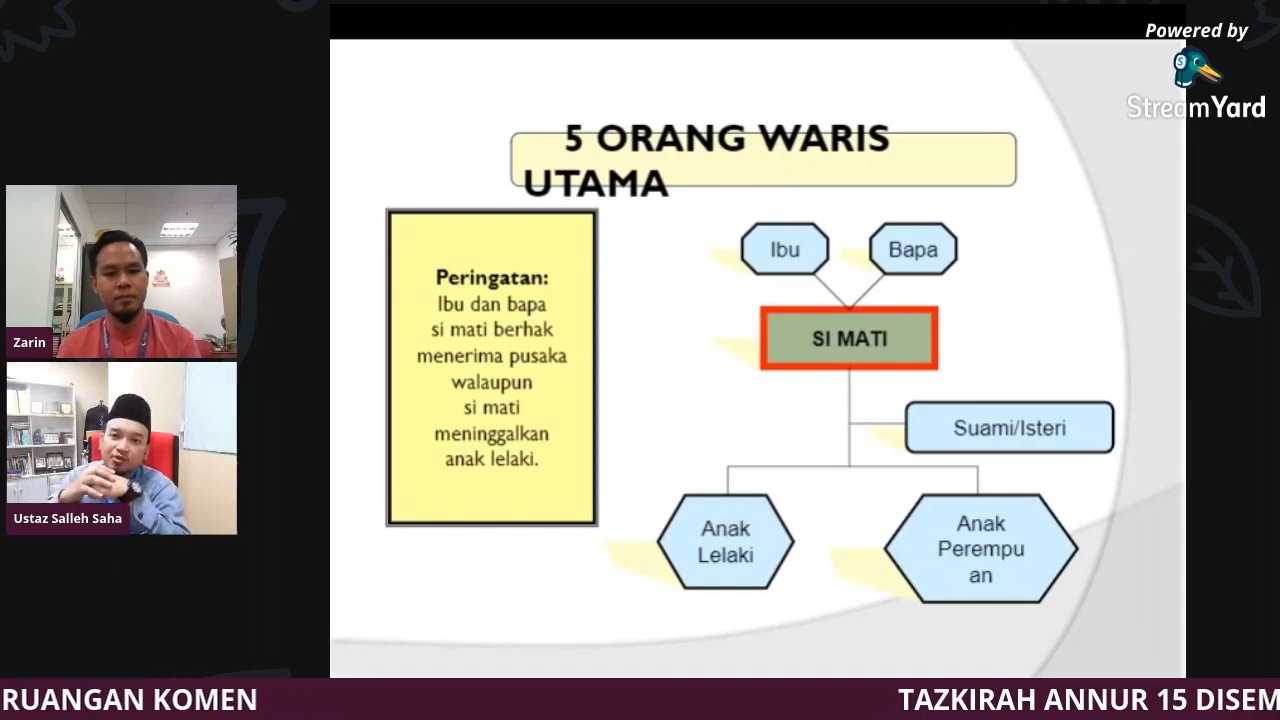 Powered by
StreamYard
5 ORANG WARIS
UTAMA
Peringatan:
Ibu dan bapa
si mati berhak
menerima pusaka
walaupun
si mati
meninggalkan
anak lelaki.
Ibu
Bapa
SI MATI
Suami/Isteri
Anak
Lelaki
Anak
Perempu
an
Zarin
Ustaz Salleh Saha
RUANGAN KOMEN
TAZKIRAH ANNUR 15 DISEM